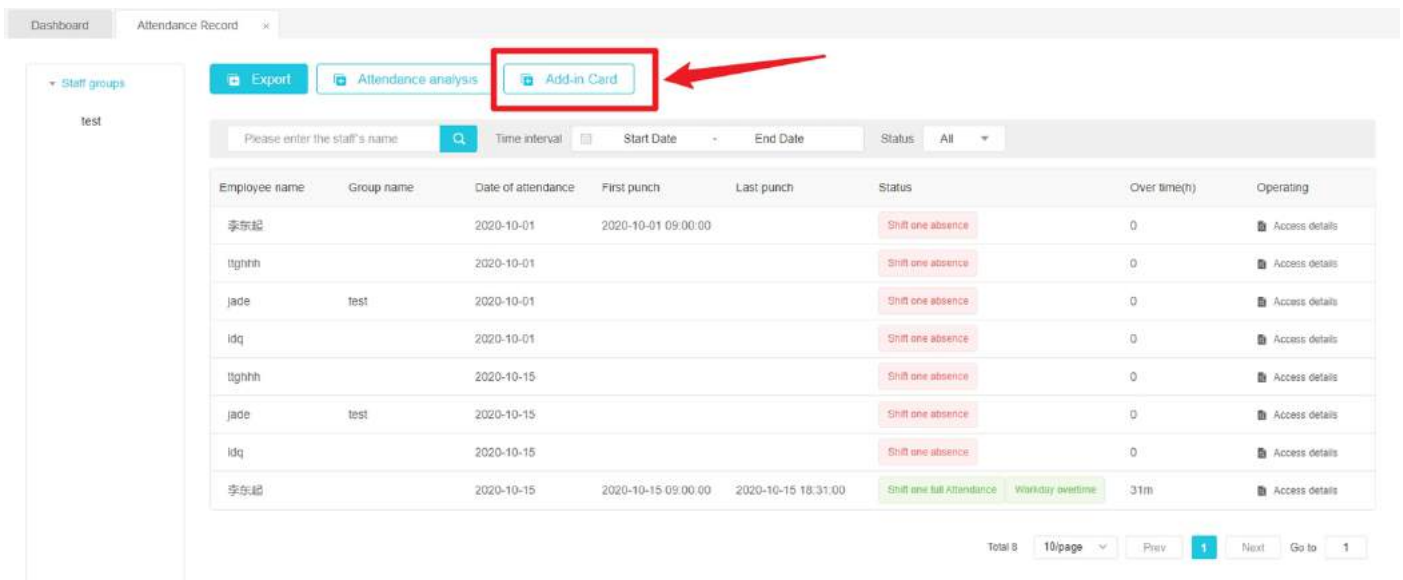 Dashboard Attendance Record ×
Staff groups
test
Export Attendance analysis Add-in Card
Please enter the staff's name Time interval Start Date - End Date Status All
Employee name Group name Date of attendance First punch Last punch Status Over time(h) Operating
李东起 2020-10-01 2020-10-01 09:00:00 Shift one absence 0 Access details
ttghhh 2020-10-01 Shift one absence 0 Access details
jade test 2020-10-01 Shift one absence 0 Access details
ldq 2020-10-01 Shift one absence 0 Access details
ttghhh 2020-10-15 Shift one absence 0 Access details
jade test 2020-10-15 Shift one absence 0 Access details
ldq 2020-10-15 Shift one absence 0 Access details
李东起 2020-10-15 2020-10-15 09:00:00 2020-10-15 18:31:00 Shift one full Attendance Workday overtime 31m Access details
Total 8 10/page Prev 1 Next Go to 1